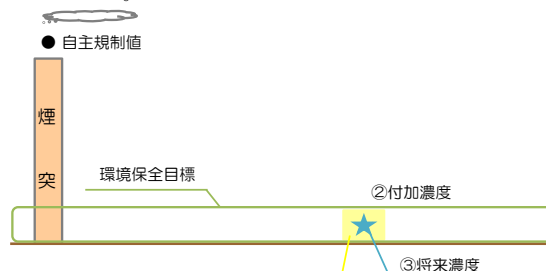 ● 自主規制値
煙突
環境保全目標
②付加濃度
③将来濃度